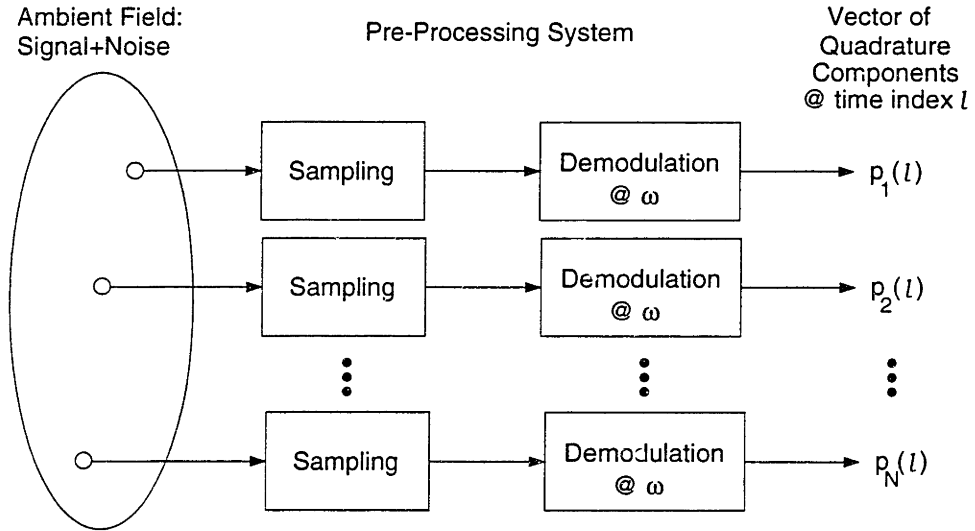 Ambient Field:
Signal+Noise
Pre-Processing System
Vector of
Quadrature
Components
@ time index l
Sampling
Demodulation
@ ω
p1(l)
Sampling
Demodulation
@ ω
p2(l)
Sampling
Demodulation
@ ω
pN(l)